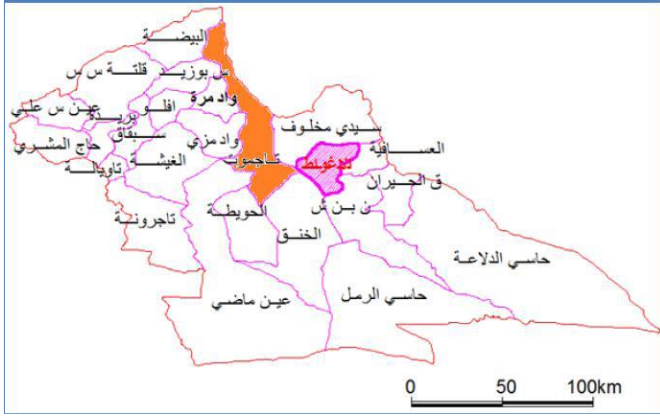 البيضة
س بوزيد
قلتة س س
واد مرة
افلو
عين س علي
بريدة
سيدي مخلوف
سبقاق
واد مزي
حاج المشري
العسافية
الغيشة
تاجموت
الاغواط
تاويالة
ق الحيران
ن بن ش
الحويطة
تاجرونة
الخنق
حاسي الدلاعة
حاسي الرمل
عين ماضي
0 50 100km